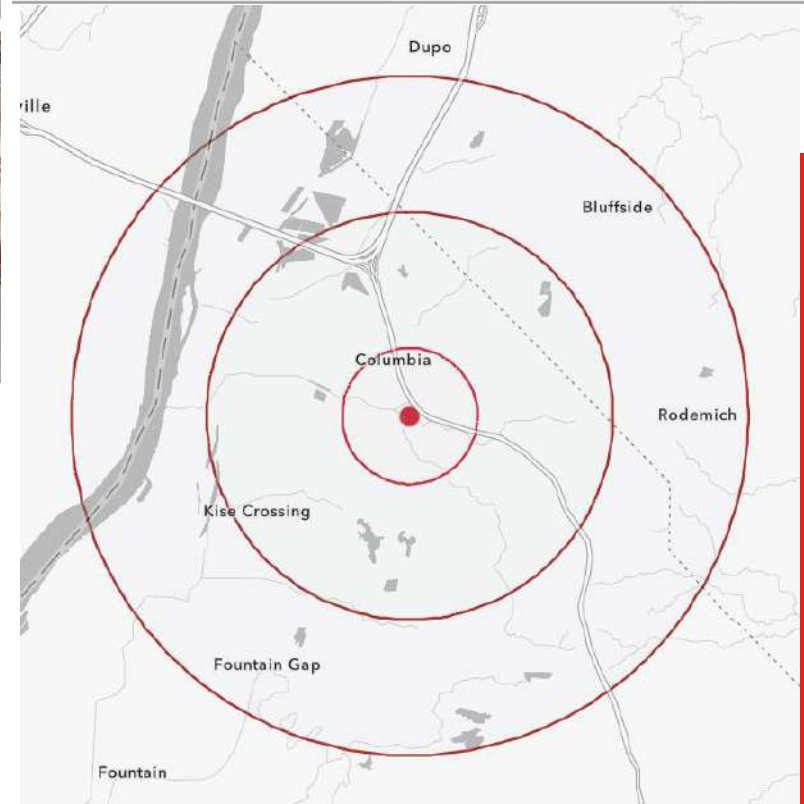 Dupo
ville
Bluffside
Columbia
Rodemich
Kise Crossing
Fountain Gap
Fountain